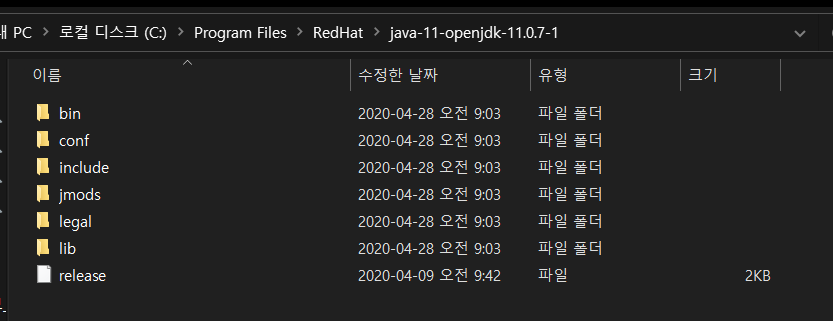 PC > 로컬 디스크 (C:) > Program Files > RedHat > java-11-openjdk-11.0.7-1
이름 수정한 날짜 유형 크기
bin 2020-04-28 오전 9:03 파일 폴더
conf 2020-04-28 오전 9:03 파일 폴더
include 2020-04-28 오전 9:03 파일 폴더
jmods 2020-04-28 오전 9:03 파일 폴더
legal 2020-04-28 오전 9:03 파일 폴더
lib 2020-04-28 오전 9:03 파일 폴더
release 2020-04-09 오전 9:42 파일 2KB